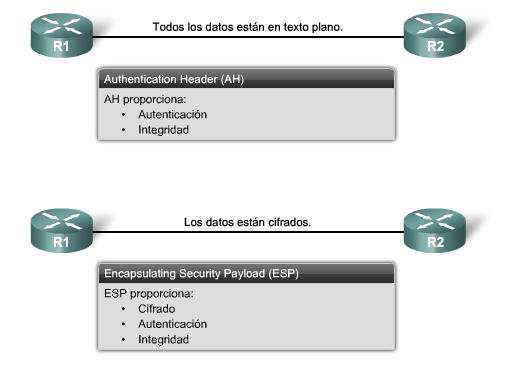 Todos los datos están en texto plano.
R1
R2
Authentication Header (AH)
AH proporciona:
• Autenticación
• Integridad
Los datos están cifrados.
R1
R2
Encapsulating Security Payload (ESP)
ESP proporciona:
• Cifrado
• Autenticación
• Integridad